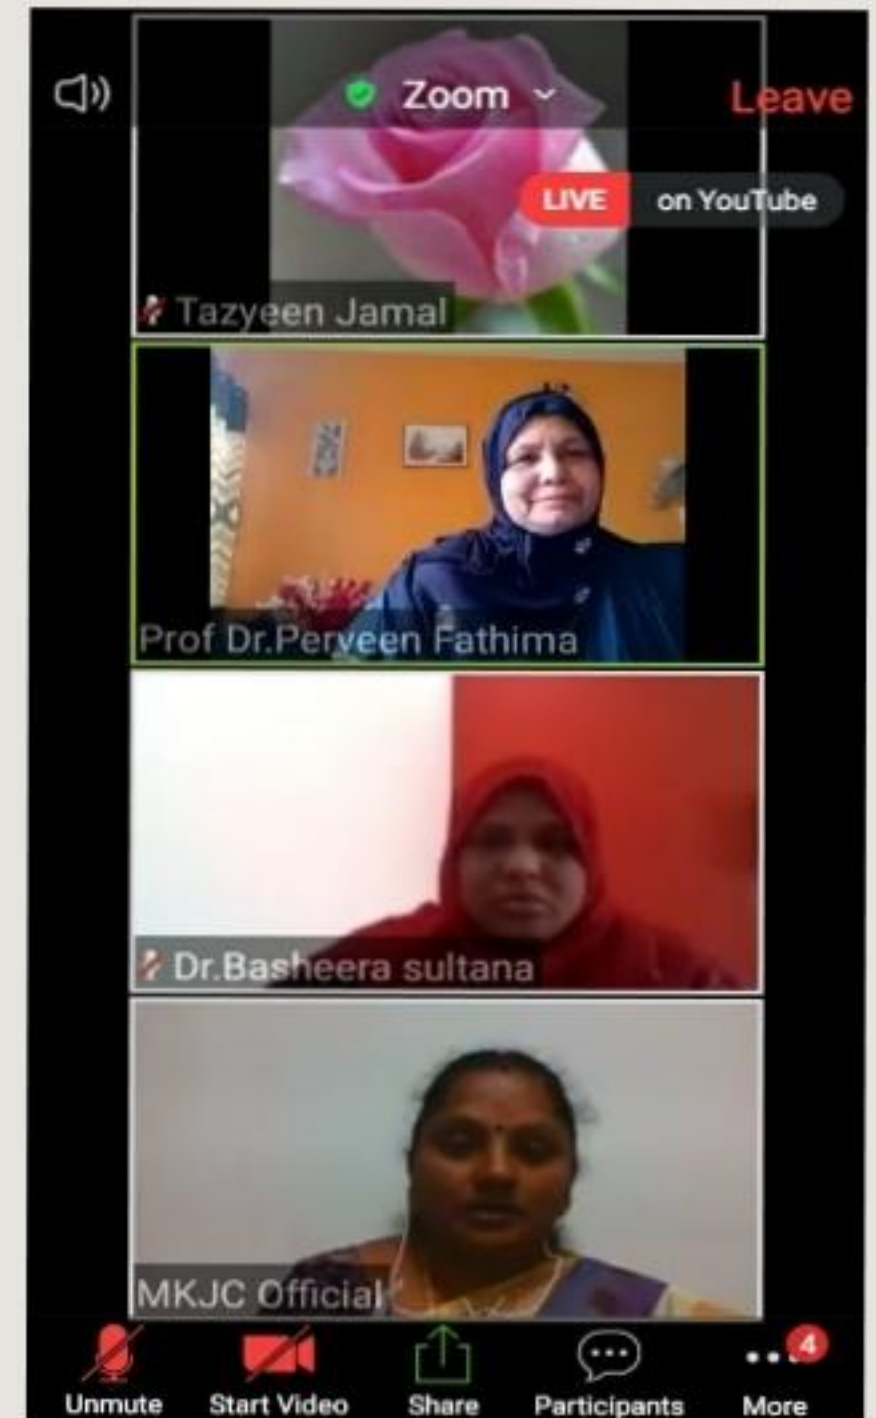 Zoom
Leave
LIVE on YouTube
Tazyeen Jamal
Prof Dr.Perveen Fathima
Dr.Basheera sultana
MKJC Official
4
Unmute Start Video Share Participants More